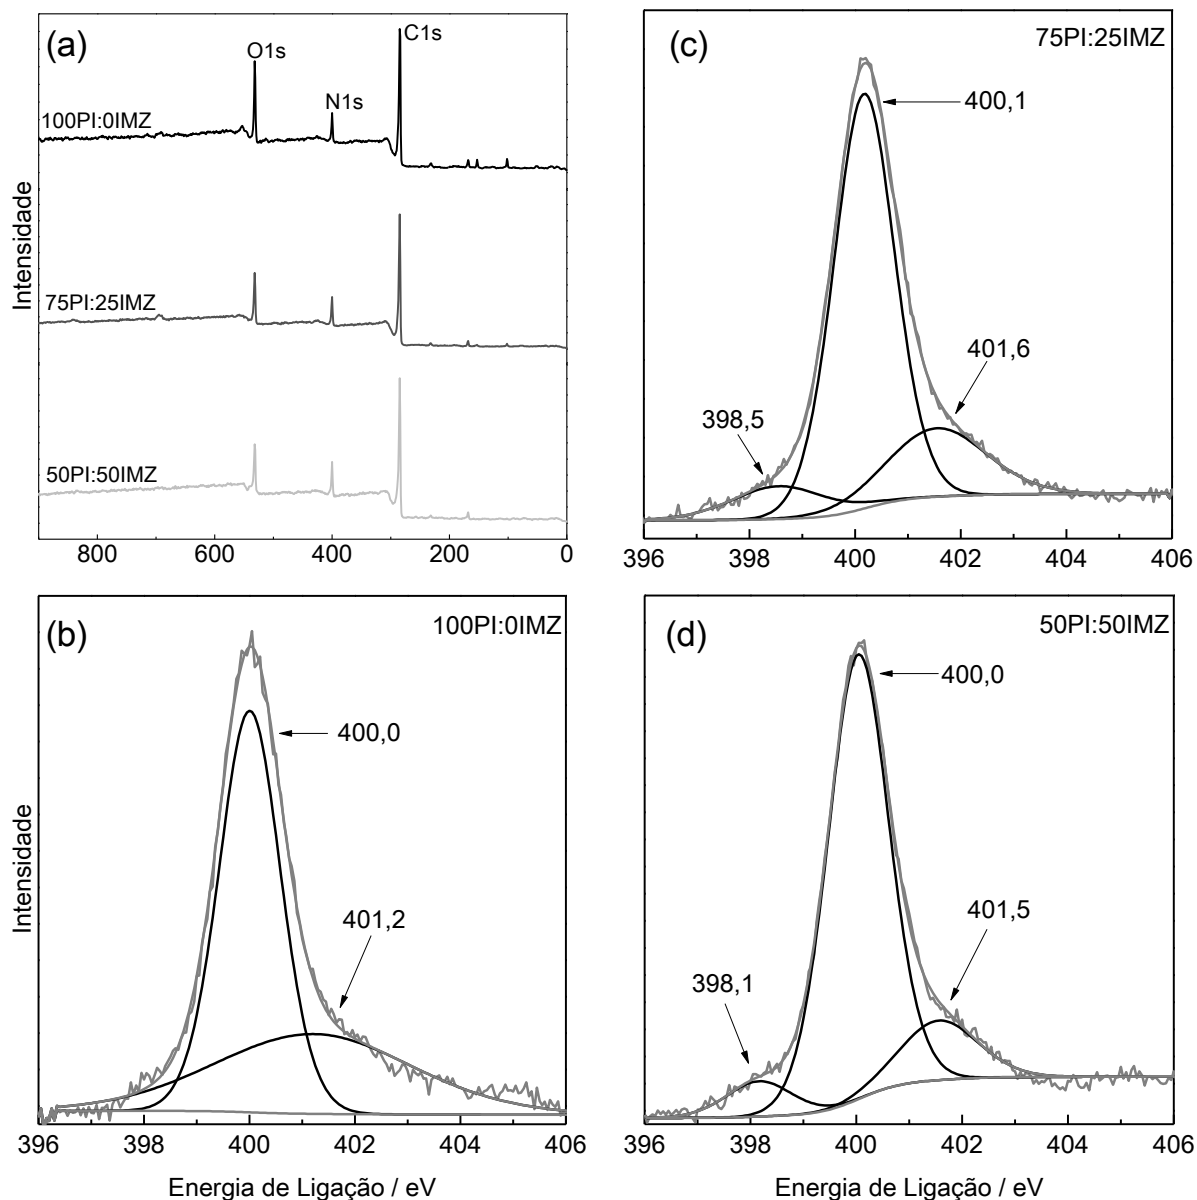 (a)
C1s
O1s
N1s
100PI:0IMZ
75PI:25IMZ
50PI:50IMZ
Intensidade
800 600 400 200 0
(c)
75PI:25IMZ
400,1
401,6
398,5
396 398 400 402 404 406
(b)
100PI:0IMZ
400,0
401,2
Intensidade
396 398 400 402 404 406
Energia de Ligação / eV
(d)
50PI:50IMZ
400,0
401,5
398,1
396 398 400 402 404 406
Energia de Ligação / eV